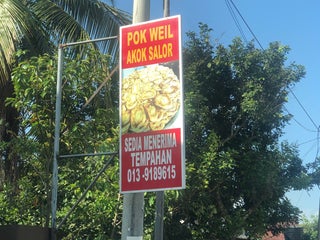 POK WEIL
AKOK SALOR
SEDIA MENERIMA
TEMPAHAN
013-9189615